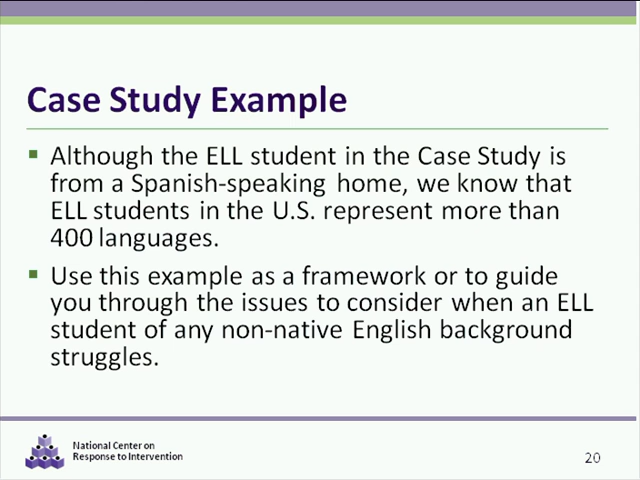 Case Study Example
▪ Although the ELL student in the Case Study is
from a Spanish-speaking home, we know that
ELL students in the U.S. represent more than
400 languages.
▪ Use this example as a framework or to guide
you through the issues to consider when an ELL
student of any non-native English background
struggles.
National Center on
Response to Intervention
20